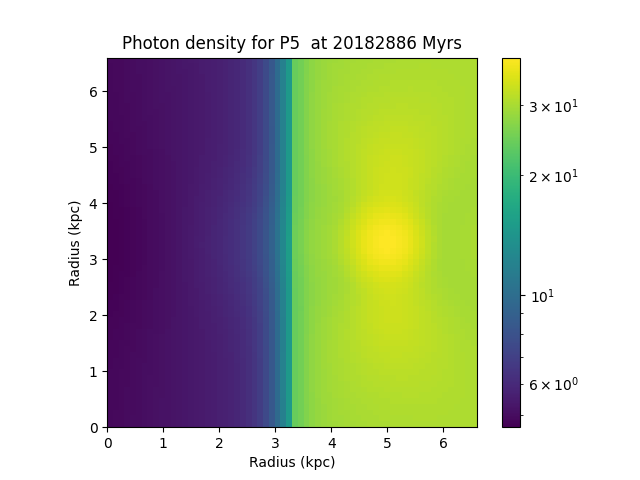 Photon density for P5  at 20182886 Myrs
6
5
4
3
2
1
0
Radius (kpc)
0 1 2 3 4 5 6
Radius (kpc)
3 × 10¹
2 × 10¹
10¹
6 × 10⁰